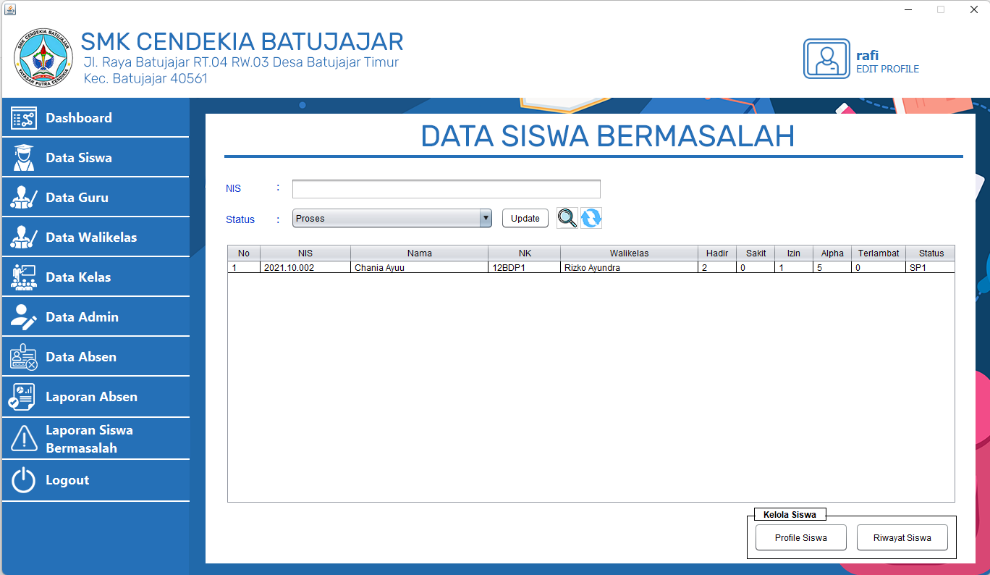 SMK CENDEKIA BATUJAJAR
Jl. Raya Batujajar RT.04 RW.03 Desa Batujajar Timur
Kec. Batujajar 40561
rafi
EDIT PROFILE
Dashboard
Data Siswa
Data Guru
Data Walikelas
Data Kelas
Data Admin
Data Absen
Laporan Absen
Laporan Siswa
Bermasalah
Logout
DATA SISWA BERMASALAH
NIS :
Status : Proses Update
No NIS Nama NK Walikelas Hadir Sakit Izin Alpha Terlambat Status
1 2021.10.002 Chania Ayuu 12BDP1 Rizko Ayundra 2 0 1 5 0 SP1
Kelola Siswa
Profile Siswa Riwayat Siswa